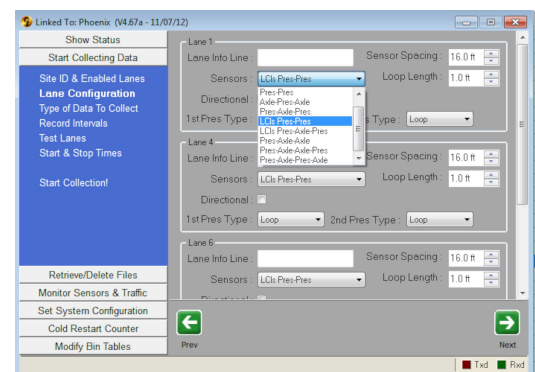 Linked To: Phoenix (V4.67a - 11/07/12)
Show Status
Start Collecting Data
Site ID & Enabled Lanes
Lane Configuration
Type of Data To Collect
Record Intervals
Test Lanes
Start & Stop Times
Start Collection!
Retrieve/Delete Files
Monitor Sensors & Traffic
Set System Configuration
Cold Restart Counter
Modify Bin Tables
Lane 1
Lane Info Line :
Sensor Spacing : 16.0 ft
Sensors : LCIs Pres-Pres
Loop Length : 1.0 ft
Pres-Pres
Axle-Pres-Axle
Pres-Axle-Pres
LCIs Pres-Pres
LCIs Pres-Axle-Pres
Pres-Axle-Axle
Pres-Axle-Axle-Pres
Pres-Axle-Pres-Axle
Directional :
1st Pres Type : s Type : Loop
Lane 4
Lane Info Line :
Sensor Spacing : 16.0 ft
Sensors : LCIs Pres-Pres
Loop Length : 1.0 ft
Directional :
1st Pres Type : Loop 2nd Pres Type : Loop
Lane 6
Lane Info Line :
Sensor Spacing : 16.0 ft
Sensors : LCIs Pres-Pres
Loop Length : 1.0 ft
Directional :
Prev
Next
Txd Rxd